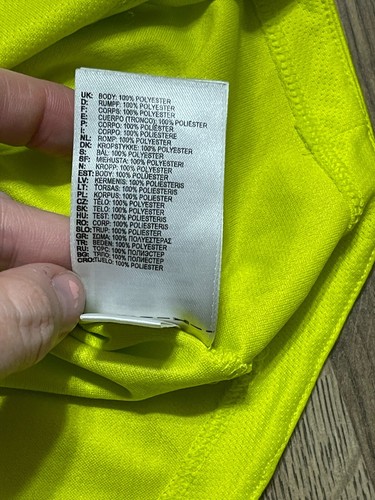 UK: BODY: 100% POLYESTER
D: RUMPF: 100% POLYESTER
F: CORPS: 100% POLYESTER
E: CUERPO (TRONCO): 100% POLIÉSTER
P: CORPO: 100% POLIÉSTER
I: CORPO: 100% POLIESTERE
NL: ROMP: 100% POLYESTER
DK: KROPSTYKKE: 100% POLYESTER
S: BÅL: 100% POLYESTER
SF: MIEHUSTA: 100% POLYESTERI
N: KROPP: 100% POLYESTER
EST: BODY: 100% POLÜESTER
LV: ĶERMENIS: 100% POLIESTERIS
LT: TORSAS: 100% POLIESTERIS
PL: KORPUS: 100% POLIESTER
CZ: TĚLO: 100% POLYESTER
SK: TELO: 100% POLYESTER
HU: TEST: 100% POLIÉSZTER
RO: CORP: 100% POLIESTER
SLO: TRUP: 100% POLIESTER
GR: ΣΩΜΑ: 100% ΠΟΛΥΕΣΤΕΡΑΣ
TR: BEDEN: 100% POLYESTER
RU: ТОРС: 100% ПОЛИЭСТЕР
BG: ТЯЛО: 100% ПОЛИЕСТЕР
CRO: TIJELO: 100% POLIESTER